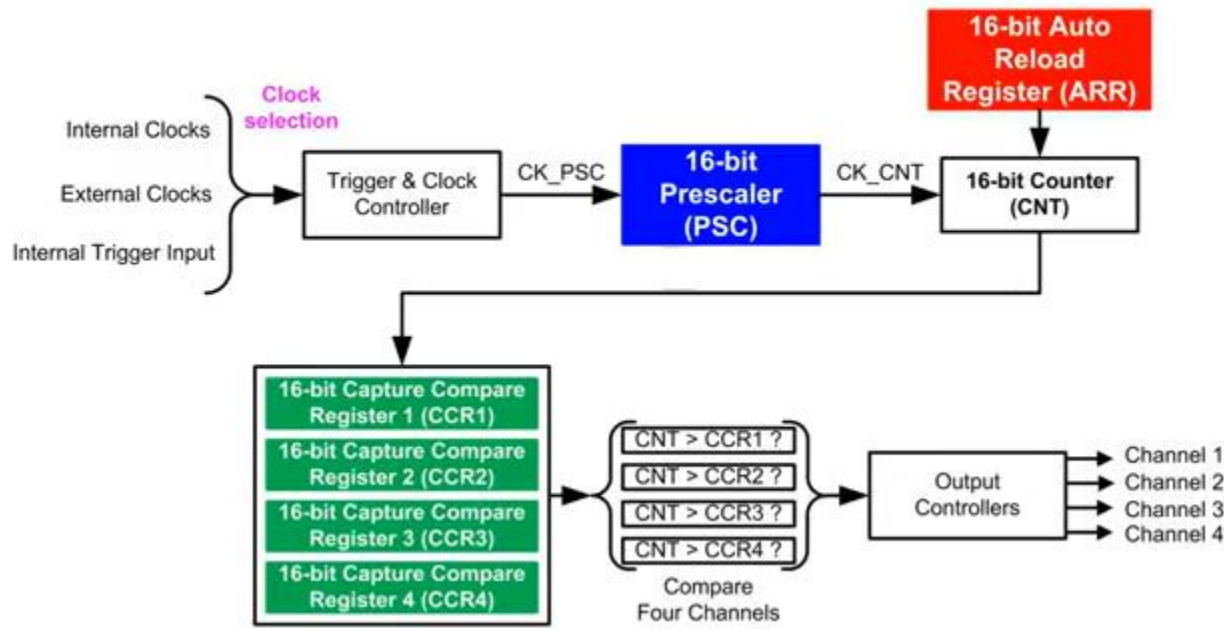 16-bit Auto
Reload
Register (ARR)
Clock
selection
Internal Clocks
External Clocks
Internal Trigger Input
Trigger & Clock
Controller
CK_PSC
16-bit
Prescaler
(PSC)
CK_CNT
16-bit Counter
(CNT)
16-bit Capture Compare
Register 1 (CCR1)
16-bit Capture Compare
Register 2 (CCR2)
16-bit Capture Compare
Register 3 (CCR3)
16-bit Capture Compare
Register 4 (CCR4)
CNT > CCR1 ?
CNT > CCR2 ?
CNT > CCR3 ?
CNT > CCR4 ?
Compare
Four Channels
Output
Controllers
Channel 1
Channel 2
Channel 3
Channel 4